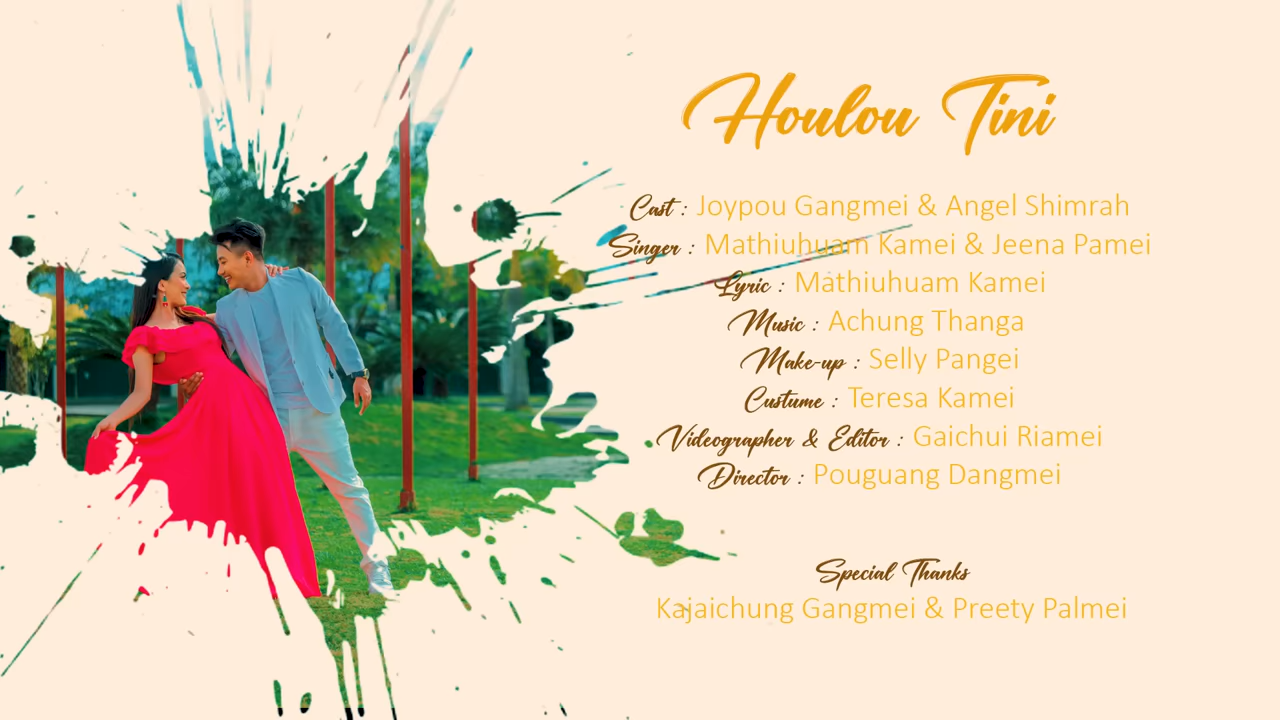 Houlou Tini
Cast : Joypou Gangmei & Angel Shimrah
Singer : Mathiuhuam Kamei & Jeena Pamei
Lyric : Mathiuhuam Kamei
Music : Achung Thanga
Make-up : Selly Pangei
Custume : Teresa Kamei
Videographer & Editor : Gaichui Riamei
Director : Pouguang Dangmei
Special Thanks
Kajaichung Gangmei & Preety Palmei